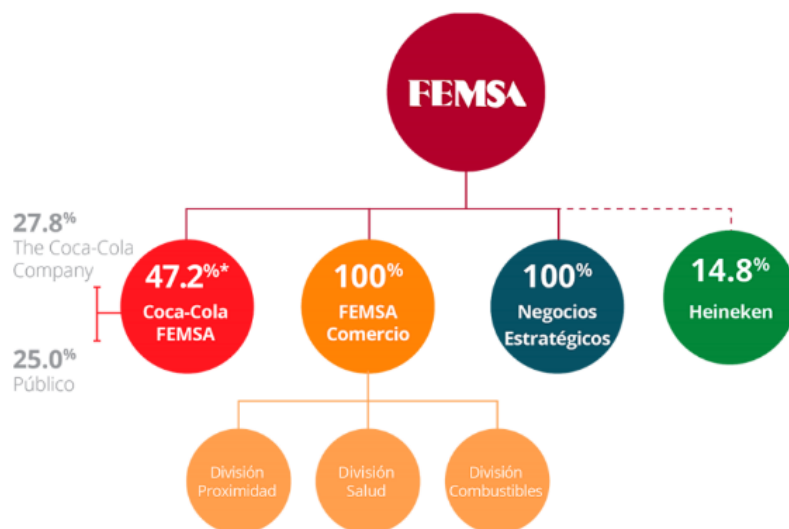 FEMSA
27.8%
The Coca-Cola
Company
25.0%
Público
47.2%*
Coca-Cola
FEMSA
100%
FEMSA
Comercio
100%
Negocios
Estratégicos
14.8%
Heineken
División
Proximidad
División
Salud
División
Combustibles